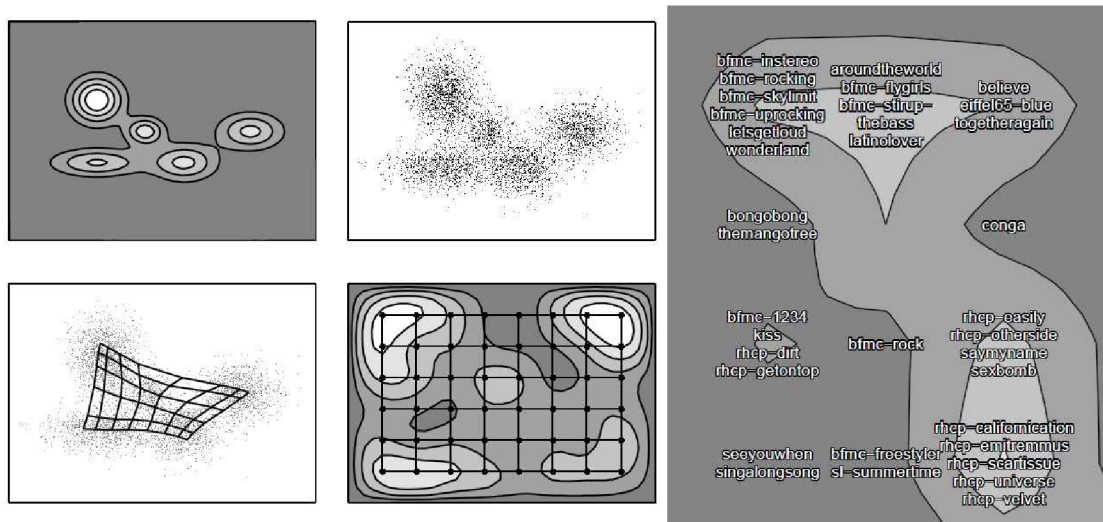 bfmc-instereo
bfmc-rocking
bfmc-skylimit
bfmc-uprocking
letsgetloud
wonderland
aroundtheworld
bfmc-flygirls
bfmc-stirup-
thebass
latinolover
believe
eiffel65-blue
togetheragain
bongobong
themangotree
conga
bfmc-1234
kiss
rhcp-dirt
rhcp-getontop
bfmc-rock
rhcp-easily
rhcp-otherside
saymyname
sexbomb
seeyouwhen
singalongsong
bfmc-freestyler
sl-summertime
rhcp-californication
rhcp-emitremmus
rhcp-scartissue
rhcp-universe
rhcp-velvet